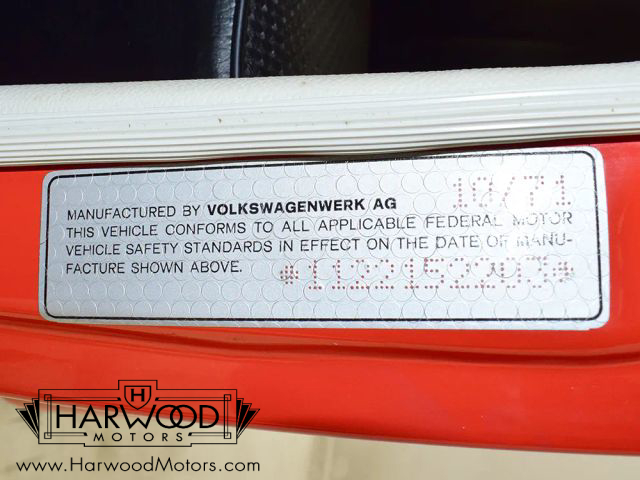 10/71
MANUFACTURED BY VOLKSWAGENWERK AG
THIS VEHICLE CONFORMS TO ALL APPLICABLE FEDERAL MOTOR
VEHICLE SAFETY STANDARDS IN EFFECT ON THE DATE OF MANU-
FACTURE SHOWN ABOVE.
H
HARWOOD
MOTORS
www.HarwoodMotors.com